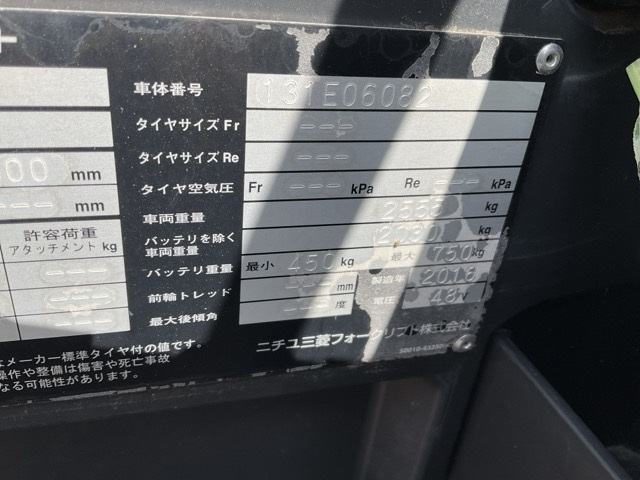 車体番号 131E06082
タイヤサイズ Fr ---
タイヤサイズ Re ---
00 mm タイヤ空気圧 Fr --- kPa Re --- kPa
--- mm 車両重量 2555 kg
許容荷重 バッテリを除く車両重量 kg
アタッチメント kg バッテリ重量 最小 450 kg 最大 750 kg
前輪トレッド --- mm 製造年 2018
最大後傾角 --- 度 電圧 48V
ニチユ三菱フォークリフト株式会社
メーカー標準タイヤ付の値です。
操作や整備は傷害や死亡事故
なる可能性があります。